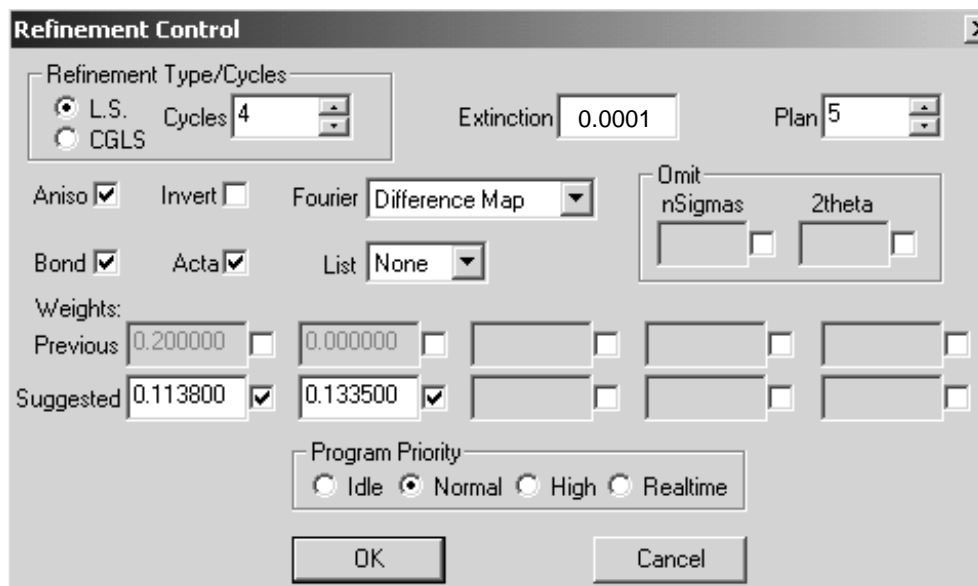 Refinement Control
Refinement Type/Cycles
L.S.
CGLS
Cycles 4
Extinction 0.0001
Plan 5
Aniso
Invert
Fourier Difference Map
Omit
nSigmas
2theta
Bond
Acta
List None
Weights:
Previous 0.200000 0.000000
Suggested 0.113800 0.133500
Program Priority
Idle Normal High Realtime
OK
Cancel